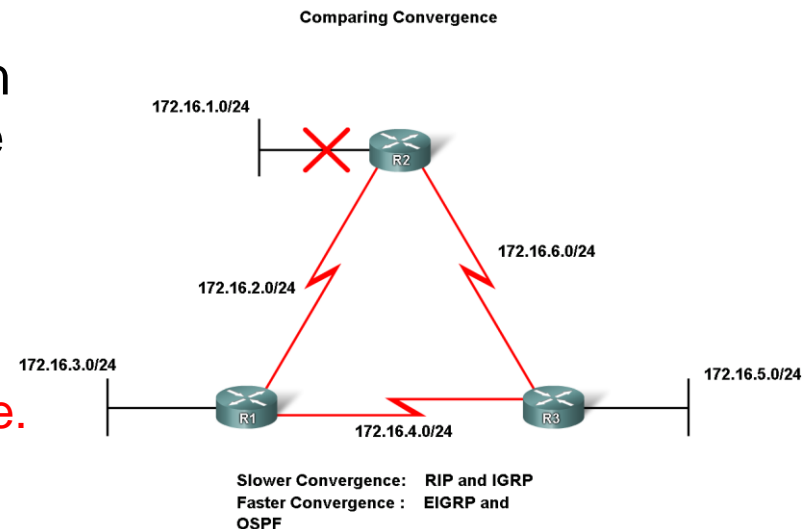 Comparing Convergence
n
172.16.1.0/24
e
R2
172.16.6.0/24
172.16.2.0/24
172.16.3.0/24
172.16.5.0/24
e.
R1
R3
172.16.4.0/24
Slower Convergence: RIP and IGRP
Faster Convergence : EIGRP and
OSPF